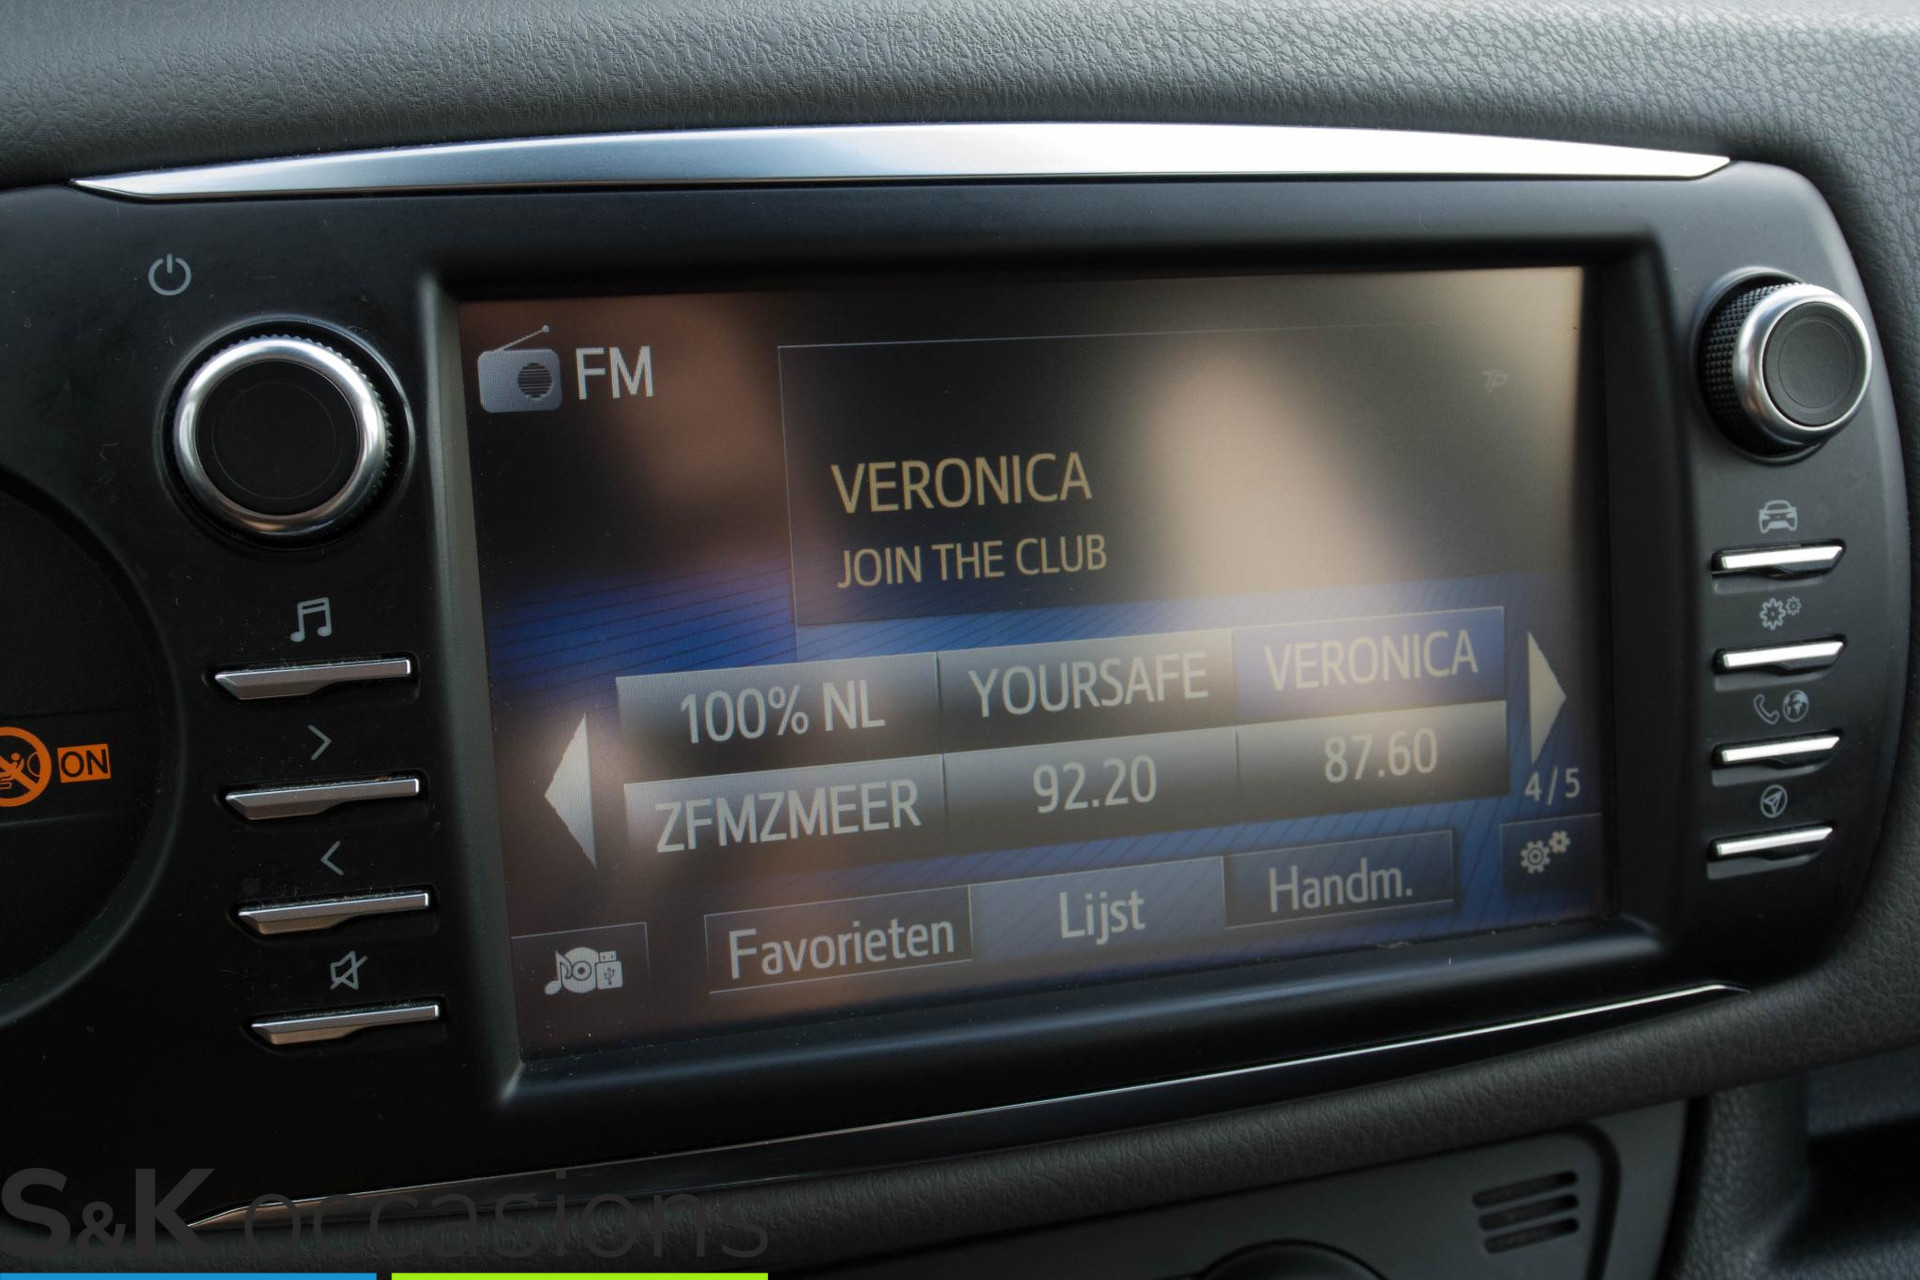 FM
TP
VERONICA
JOIN THE CLUB
100% NL YOURSAFE VERONICA
ZFMZMEER 92.20 87.60
4/5
Favorieten Lijst Handm.
ON
S&K occasions